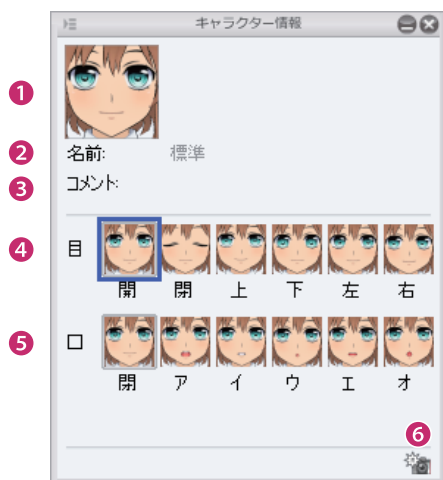 キャラクター情報
1
2 名前: 標準
3 コメント:
4 目
開 閉 上 下 左 右
5 口
閉 ア イ ウ エ オ
6